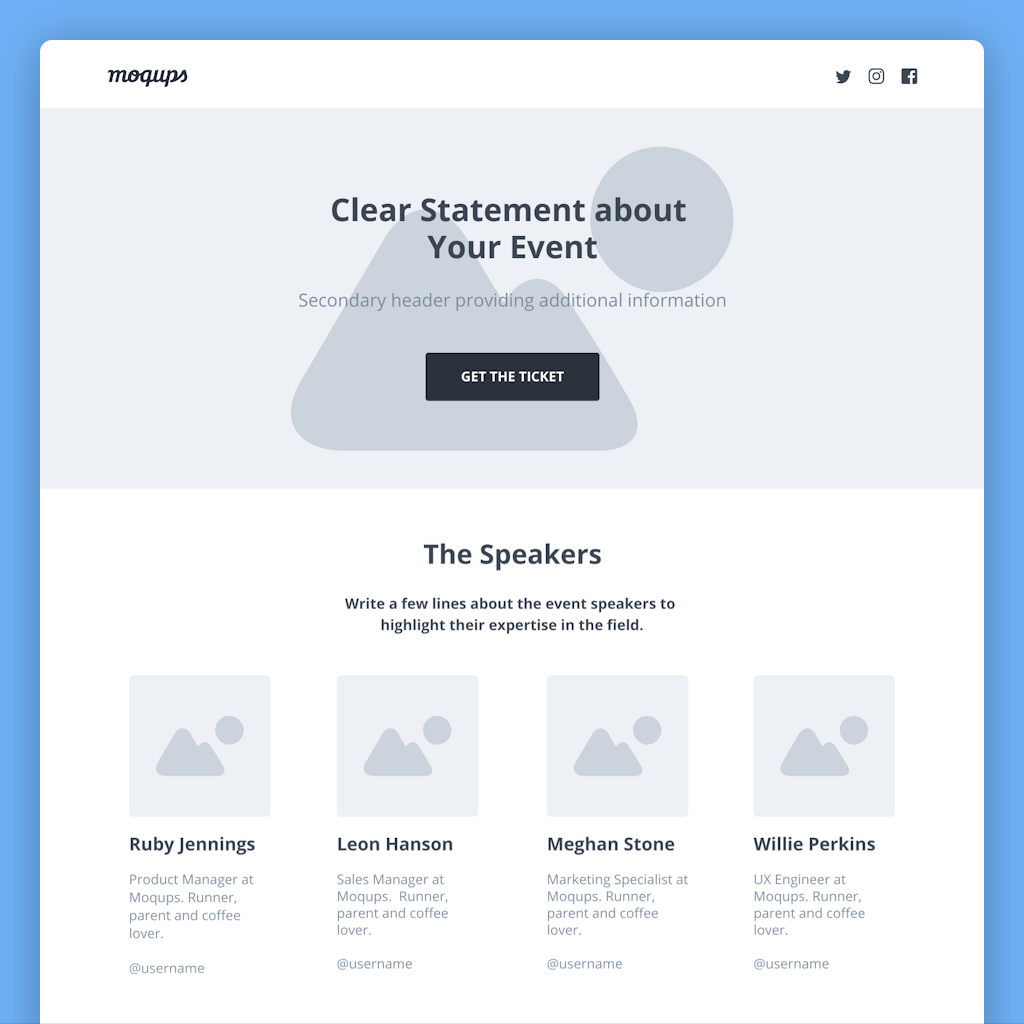 moqups
Clear Statement about
Your Event
Secondary header providing additional information
GET THE TICKET
The Speakers
Write a few lines about the event speakers to
highlight their expertise in the field.
Ruby Jennings
Product Manager at
Moqups. Runner,
parent and coffee
lover.
@username
Leon Hanson
Sales Manager at
Moqups.  Runner,
parent and coffee
lover.
@username
Meghan Stone
Marketing Specialist at
Moqups. Runner,
parent and coffee
lover.
@username
Willie Perkins
UX Engineer at
Moqups. Runner,
parent and coffee
lover.
@username